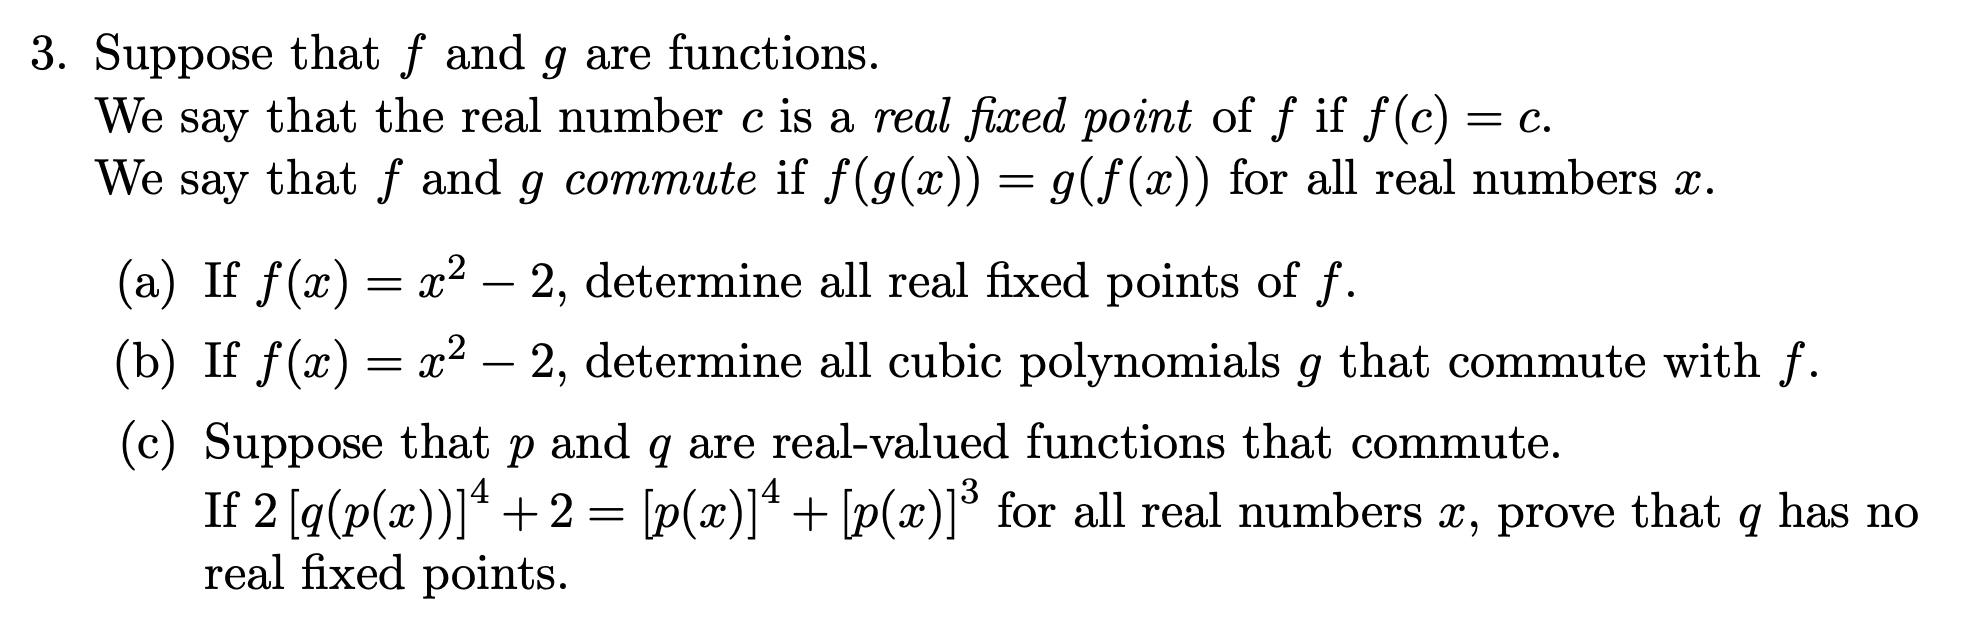 3. Suppose that f and g are functions.
We say that the real number c is a real fixed point of f if f(c) = c.
We say that f and g commute if f(g(x)) = g(f(x)) for all real numbers x.
(a) If f(x) = x² − 2, determine all real fixed points of f.
(b) If f(x) = x² − 2, determine all cubic polynomials g that commute with f.
(c) Suppose that p and q are real-valued functions that commute.
If 2 [q(p(x))]⁴ + 2 = [p(x)]⁴ + [p(x)]³ for all real numbers x, prove that q has no
real fixed points.